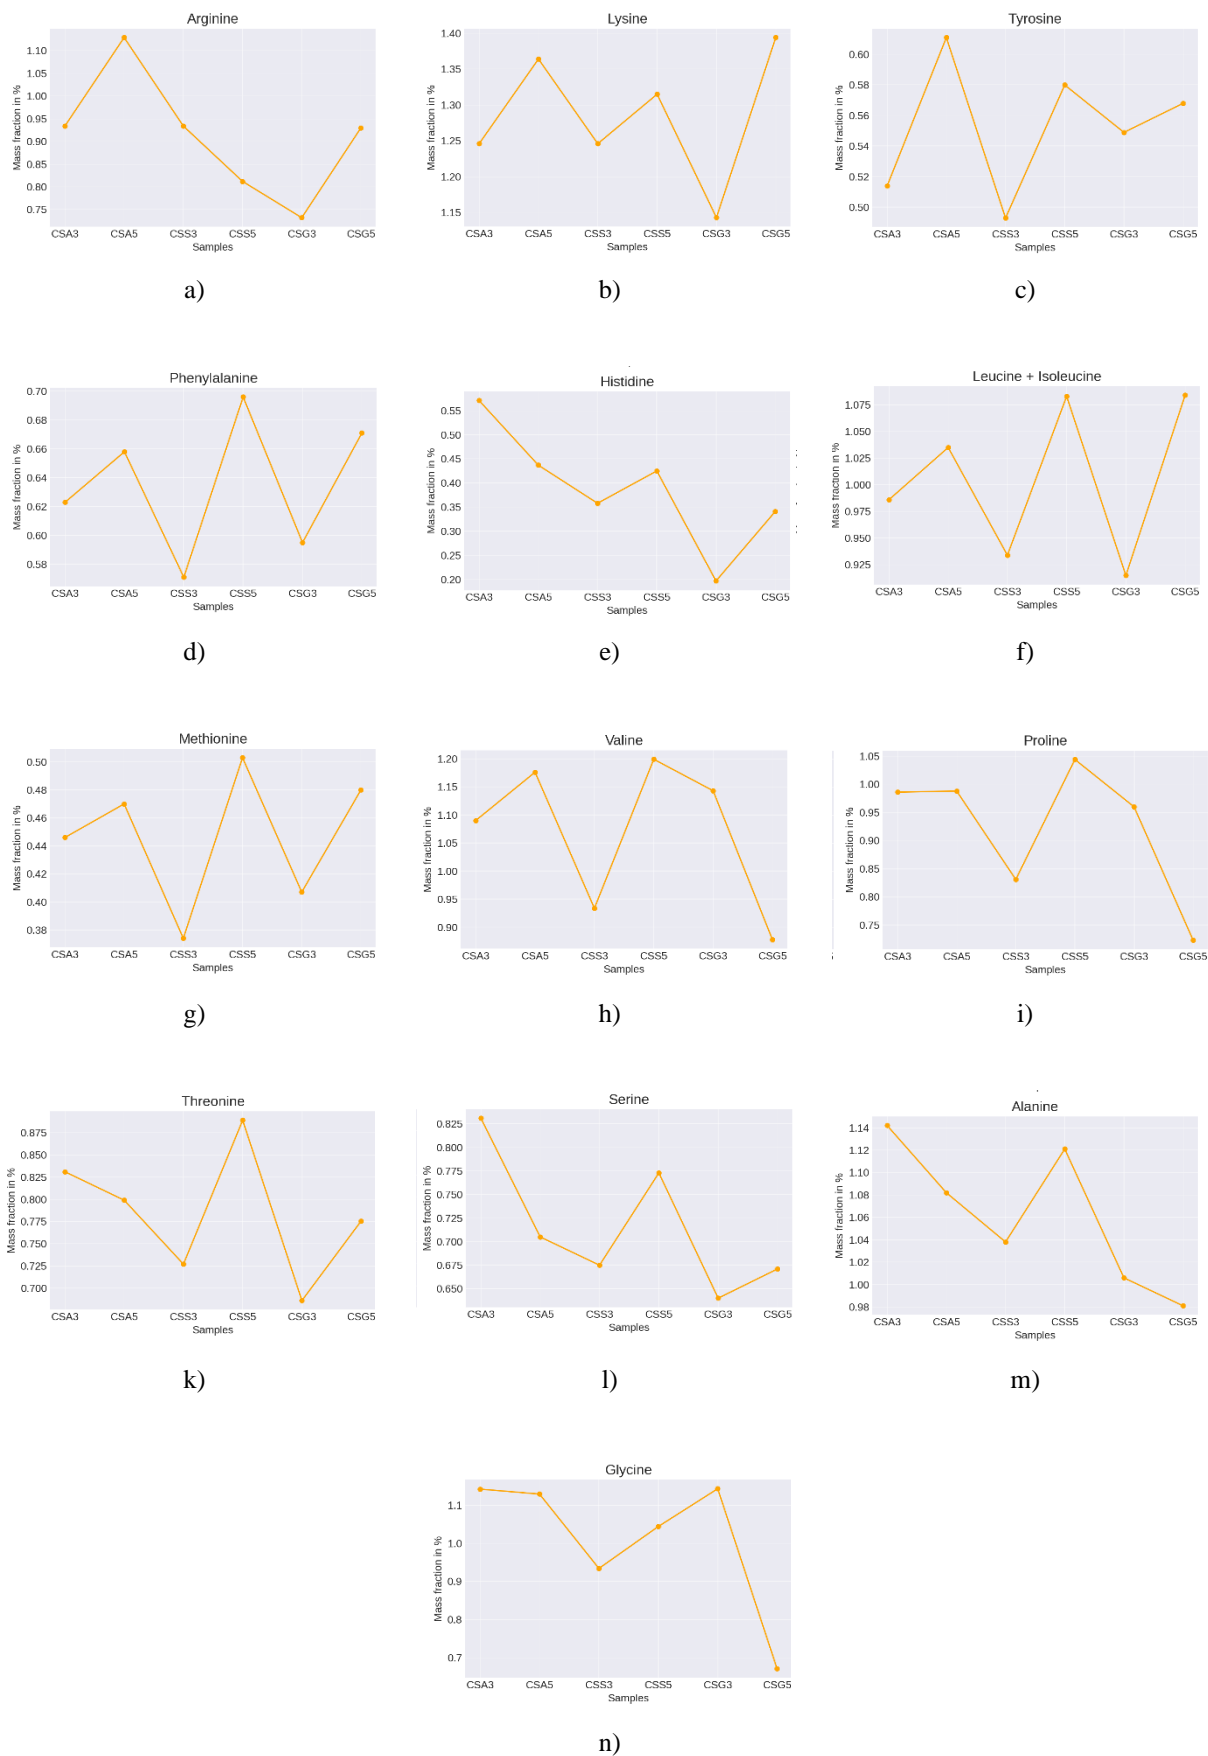 Arginine
Mass fraction in %
1.10
1.05
1.00
0.95
0.90
0.85
0.80
0.75
CSA3 CSA5 CSS3 CSS5 CSG3 CSG5
Samples
a)
Lysine
Mass fraction in %
1.40
1.35
1.30
1.25
1.20
1.15
CSA3 CSA5 CSS3 CSS5 CSG3 CSG5
Samples
b)
Tyrosine
Mass fraction in %
0.60
0.58
0.56
0.54
0.52
0.50
CSA3 CSA5 CSS3 CSS5 CSG3 CSG5
Samples
c)
Phenylalanine
Mass fraction in %
0.70
0.68
0.66
0.64
0.62
0.60
0.58
CSA3 CSA5 CSS3 CSS5 CSG3 CSG5
Samples
d)
Histidine
Mass fraction in %
0.55
0.50
0.45
0.40
0.35
0.30
0.25
0.20
CSA3 CSA5 CSS3 CSS5 CSG3 CSG5
Samples
e)
Leucine + Isoleucine
Mass fraction in %
1.075
1.050
1.025
1.000
0.975
0.950
0.925
CSA3 CSA5 CSS3 CSS5 CSG3 CSG5
Samples
f)
Methionine
Mass fraction in %
0.50
0.48
0.46
0.44
0.42
0.40
0.38
CSA3 CSA5 CSS3 CSS5 CSG3 CSG5
Samples
g)
Valine
Mass fraction in %
1.20
1.15
1.10
1.05
1.00
0.95
0.90
CSA3 CSA5 CSS3 CSS5 CSG3 CSG5
Samples
h)
Proline
Mass fraction in %
1.05
1.00
0.95
0.90
0.85
0.80
0.75
CSA3 CSA5 CSS3 CSS5 CSG3 CSG5
Samples
i)
Threonine
Mass fraction in %
0.875
0.850
0.825
0.800
0.775
0.750
0.725
0.700
CSA3 CSA5 CSS3 CSS5 CSG3 CSG5
Samples
k)
Serine
Mass fraction in %
0.825
0.800
0.775
0.750
0.725
0.700
0.675
0.650
CSA3 CSA5 CSS3 CSS5 CSG3 CSG5
Samples
l)
Alanine
Mass fraction in %
1.14
1.12
1.10
1.08
1.06
1.04
1.02
1.00
0.98
CSA3 CSA5 CSS3 CSS5 CSG3 CSG5
Samples
m)
Glycine
Mass fraction in %
1.1
1.0
0.9
0.8
0.7
CSA3 CSA5 CSS3 CSS5 CSG3 CSG5
Samples
n)